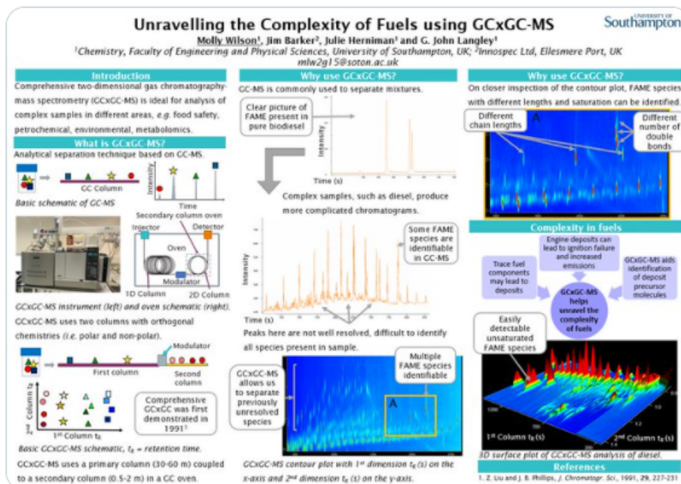 Unravelling the Complexity of Fuels using GCxGC-MS
UNIVERSITY OF
Southampton
Molly Wilson¹, Jim Barker², Julie Herniman¹ and G. John Langley¹
¹Chemistry, Faculty of Engineering and Physical Sciences, University of Southampton, UK; ²Innospec Ltd, Ellesmere Port, UK
mlw2g15@soton.ac.uk
Introduction
Comprehensive two-dimensional gas chromatography-
mass spectrometry (GCxGC-MS) is ideal for analysis of
complex samples in different areas, e.g. food safety,
petrochemical, environmental, metabolomics.
What is GCxGC-MS?
Analytical separation technique based on GC-MS.
GC Column
Intensity
Time
Basic schematic of GC-MS
Secondary column oven
Injector
Detector
Oven
Modulator
1D Column
2D Column
GCxGC-MS instrument (left) and oven schematic (right).
GCxGC-MS uses two columns with orthogonal
chemistries (i.e. polar and non-polar).
Modulator
First column
Second
column
2nd Column tR
1st Column tR
Comprehensive
GCxGC was first
demonstrated in
1991¹
Basic GCxGC-MS schematic, tR = retention time.
GCxGC-MS uses a primary column (30-60 m) coupled
to a secondary column (0.5-2 m) in a GC oven.
Why use GCxGC-MS?
GC-MS is commonly used to separate mixtures.
Clear picture of
FAME present in
pure biodiesel
Intensity
Time (s)
Complex samples, such as diesel, produce
more complicated chromatograms.
Some FAME
species are
identifiable
in GC-MS
Intensity
Time (s)
Peaks here are not well resolved, difficult to identify
all species present in sample.
GCxGC-MS
allows us
to separate
previously
unresolved
species
Multiple
FAME species
identifiable
A
GCxGC-MS contour plot with 1st dimension tR (s) on the
x-axis and 2nd dimension tR (s) on the y-axis.
Why use GCxGC-MS?
On closer inspection of the contour plot, FAME species
with different lengths and saturation can be identified.
Different
chain lengths
A
Different
number of
double
bonds
Complexity in fuels
Engine deposits can
lead to ignition failure
and increased
emissions
Trace fuel
components
may lead to
deposits
GCxGC-MS aids
identification
of deposit
precursor
molecules
GCxGC-MS
helps
unravel the
complexity
of fuels
Easily
detectable
unsaturated
FAME species
1st Column tR (s)
2nd Column tR (s)
3D surface plot of GCxGC-MS analysis of diesel.
References
1. Z. Liu and J. B. Phillips, J. Chromatogr. Sci., 1991, 29, 227-231